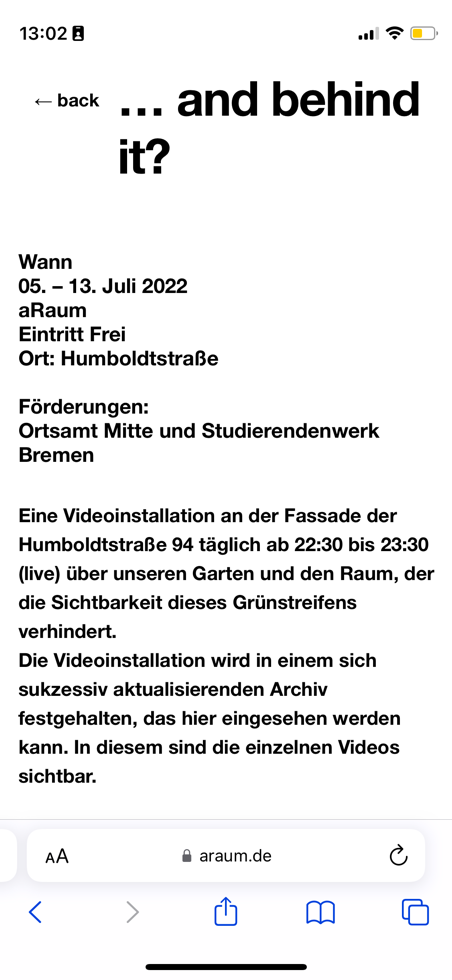 13:02
← back
... and behind
it?
Wann
05. – 13. Juli 2022
aRaum
Eintritt Frei
Ort: Humboldtstraße
Förderungen:
Ortsamt Mitte und Studierendenwerk
Bremen
Eine Videoinstallation an der Fassade der
Humboldtstraße 94 täglich ab 22:30 bis 23:30
(live) über unseren Garten und den Raum, der
die Sichtbarkeit dieses Grünstreifens
verhindert.
Die Videoinstallation wird in einem sich
sukzessiv aktualisierenden Archiv
festgehalten, das hier eingesehen werden
kann. In diesem sind die einzelnen Videos
sichtbar.
AA araum.de